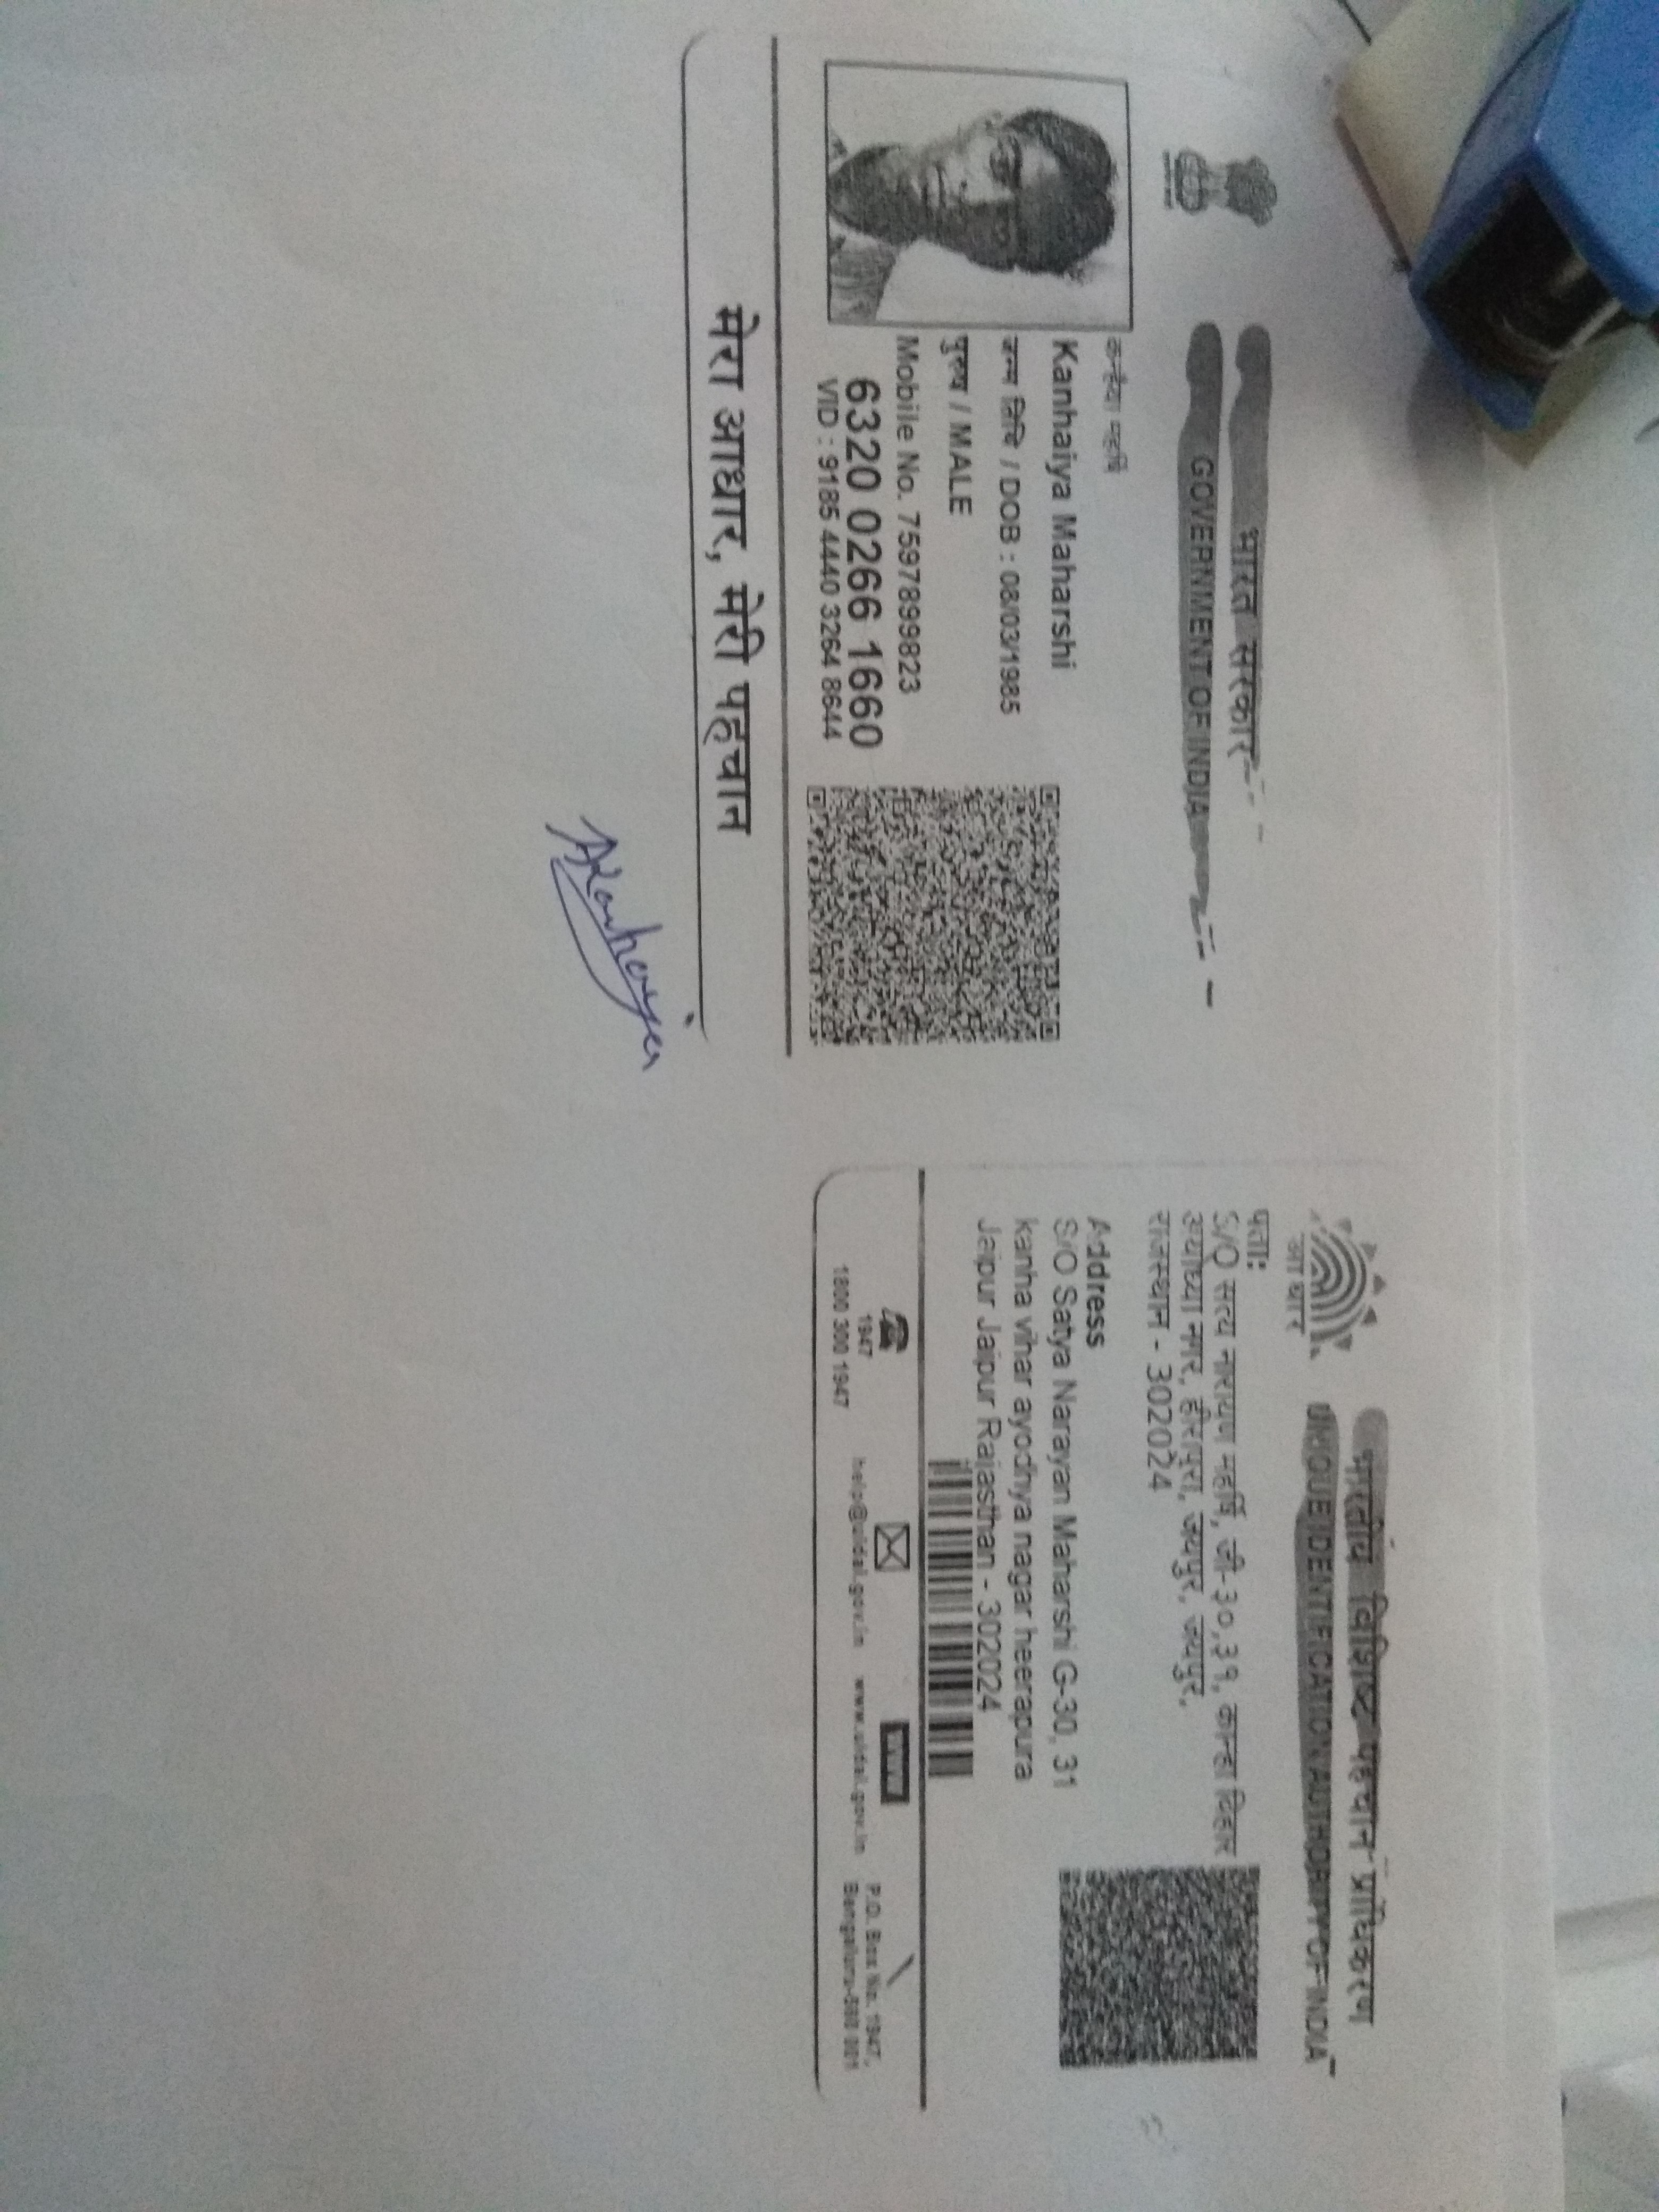 भारत सरकार
GOVERNMENT OF INDIA
कन्हैया महर्षि
Kanhaiya Maharshi
जन्म तिथि / DOB : 08/03/1985
पुरुष / MALE
Mobile No. 7597899823
6320 0266 1660
VID : 9185 4440 3264 8644
मेरा आधार, मेरी पहचान
Kanhaiya
आधार
भारतीय विशिष्ट पहचान प्राधिकरण
UNIQUE IDENTIFICATION AUTHORITY OF INDIA
पता:
S/O सत्य नारायण महर्षि, जी-३०,३१, कान्हा विहार
अयोध्या नगर, हीरापुरा, जयपुर, जयपुर,
राजस्थान - 302024
Address
S/O Satya Narayan Maharshi G-30, 31
kanha vihar ayodhya nagar heerapura
Jaipur Jaipur Rajasthan - 302024
1947
1800 300 1947
help@uidai.gov.in
WWW
www.uidai.gov.in
P.O. Box No. 1947,
Bengaluru-560 001